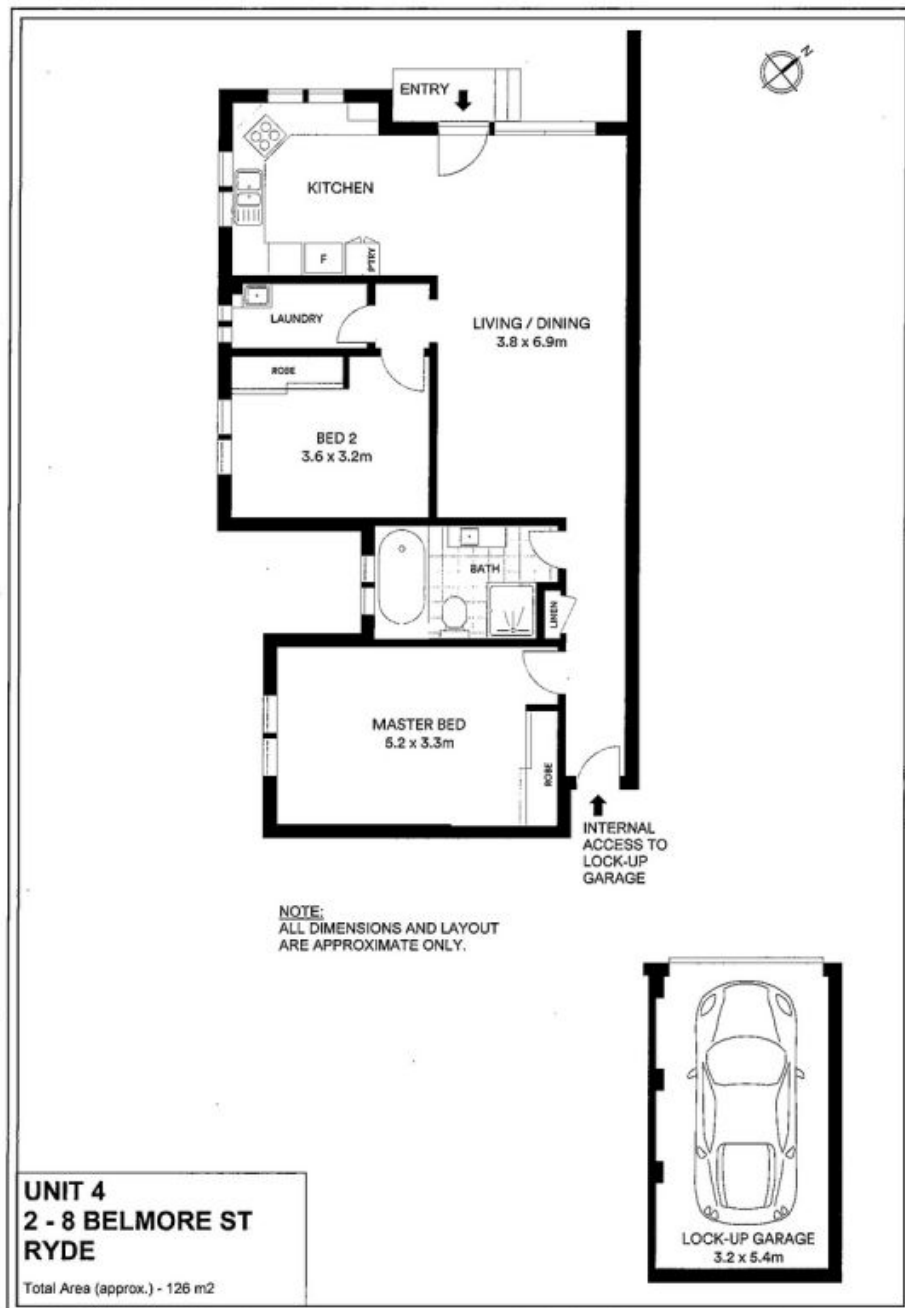 N
ENTRY
KITCHEN
F
PTRY
LAUNDRY
LIVING / DINING
3.8 x 6.9m
ROBE
BED 2
3.6 x 3.2m
BATH
LINEN
MASTER BED
5.2 x 3.3m
ROBE
INTERNAL
ACCESS TO
LOCK-UP
GARAGE
NOTE:
ALL DIMENSIONS AND LAYOUT
ARE APPROXIMATE ONLY.
LOCK-UP GARAGE
3.2 x 5.4m
UNIT 4
2 - 8 BELMORE ST
RYDE
Total Area (approx.) - 126 m2